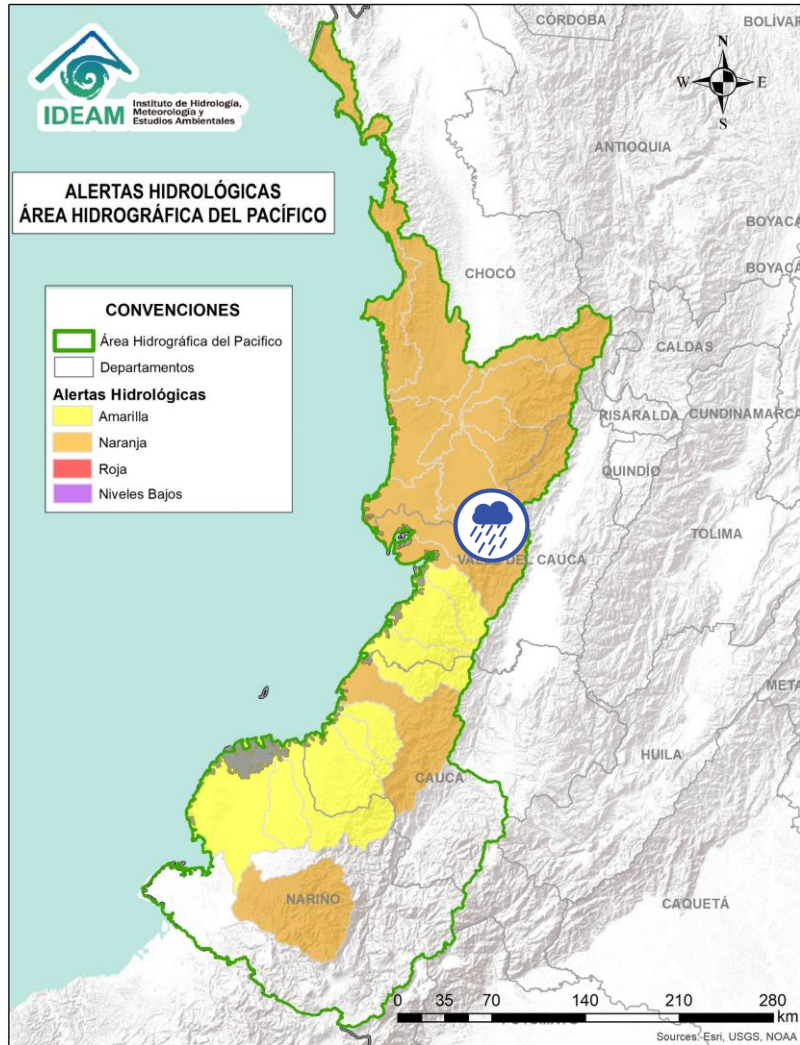 CÓRDOBA
BOLÍVAR
IDEAM
Instituto de Hidrología,
Meteorología y
Estudios Ambientales
N
W E
S
ANTIOQUIA
ALERTAS HIDROLÓGICAS
ÁREA HIDROGRÁFICA DEL PACÍFICO
BOYACÁ
BOYACÁ
CHOCÓ
CONVENCIONES
Área Hidrográfica del Pacifico
Departamentos
Alertas Hidrológicas
Amarilla
Naranja
Roja
Niveles Bajos
CALDAS
RISARALDA
CUNDINAMARCA
QUINDÍO
TOLIMA
DEL CAUCA
META
HUILA
CAUCA
NARIÑO
CAQUETÁ
0 35 70 140 210 280
km
Sources: Esri, USGS, NOAA